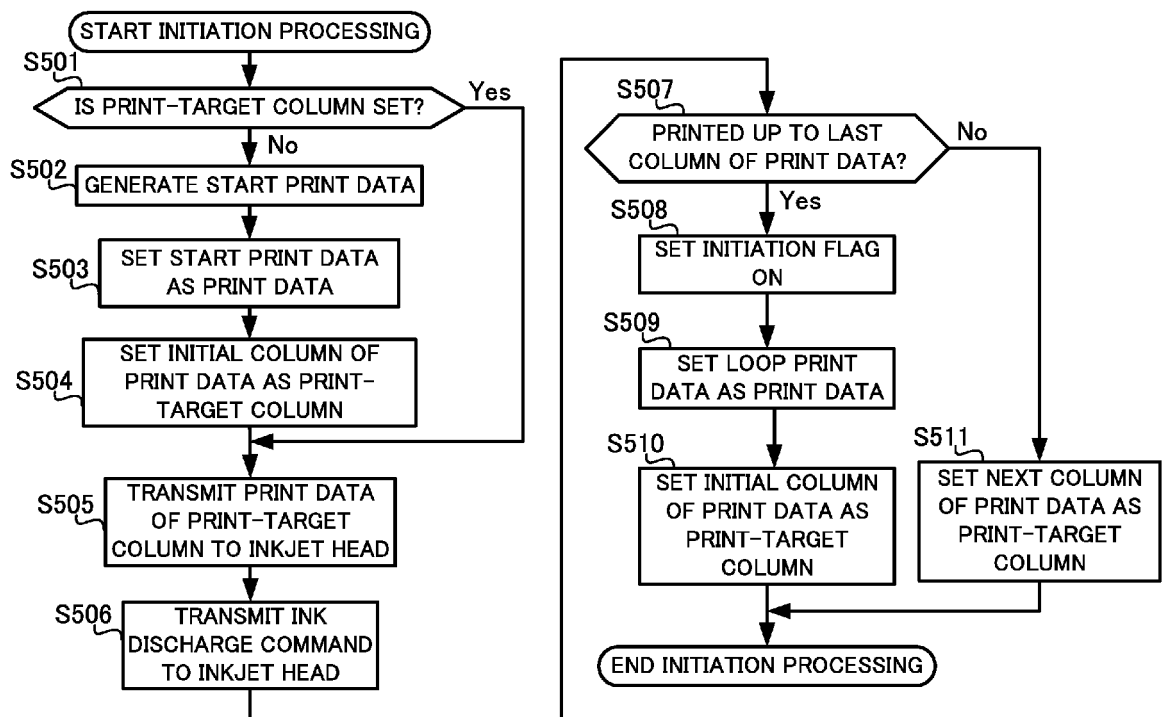 START INITIATION PROCESSING
S501
IS PRINT-TARGET COLUMN SET?
Yes
No
S502
GENERATE START PRINT DATA
S503
SET START PRINT DATA
AS PRINT DATA
S504
SET INITIAL COLUMN OF
PRINT DATA AS PRINT-
TARGET COLUMN
S505
TRANSMIT PRINT DATA
OF PRINT-TARGET
COLUMN TO INKJET HEAD
S506
TRANSMIT INK
DISCHARGE COMMAND
TO INKJET HEAD
S507
PRINTED UP TO LAST
COLUMN OF PRINT DATA?
No
Yes
S508
SET INITIATION FLAG
ON
S509
SET LOOP PRINT
DATA AS PRINT DATA
S510
SET INITIAL COLUMN
OF PRINT DATA AS
PRINT-TARGET
COLUMN
S511
SET NEXT COLUMN
OF PRINT DATA AS
PRINT-TARGET
COLUMN
END INITIATION PROCESSING